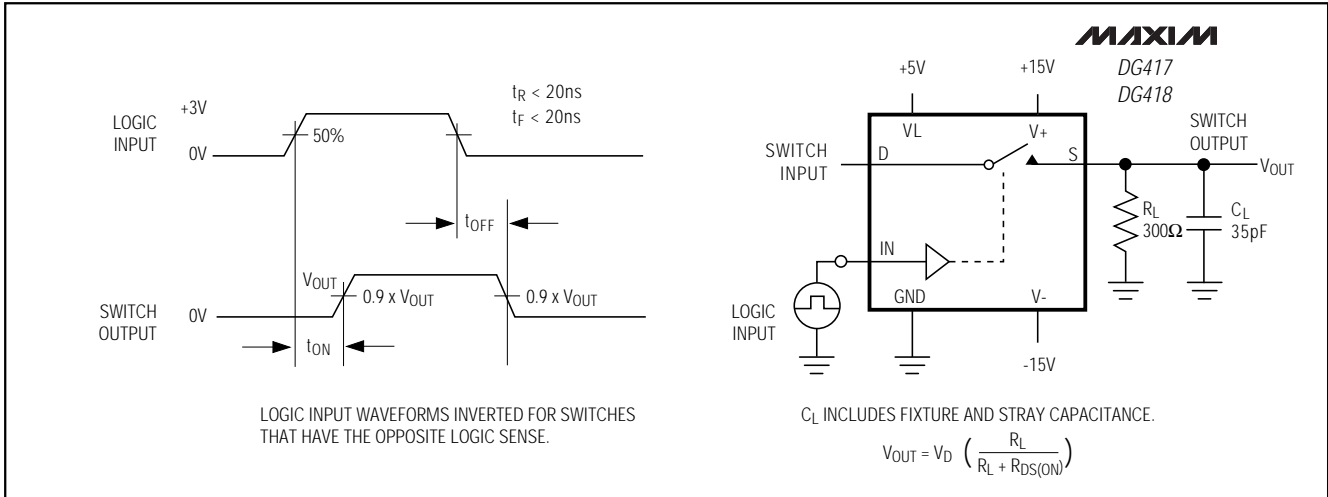 LOGIC
INPUT
+3V
0V
50%
tR < 20ns
tF < 20ns
tOFF
SWITCH
OUTPUT
VOUT
0V
0.9 x VOUT
0.9 x VOUT
tON
LOGIC INPUT WAVEFORMS INVERTED FOR SWITCHES
THAT HAVE THE OPPOSITE LOGIC SENSE.
MAXIM
DG417
DG418
+5V
+15V
VL
V+
SWITCH
INPUT
D
S
SWITCH
OUTPUT
VOUT
RL
300Ω
CL
35pF
IN
LOGIC
INPUT
GND
V-
-15V
CL INCLUDES FIXTURE AND STRAY CAPACITANCE.
VOUT = VD ( RL / RL + RDS(ON) )